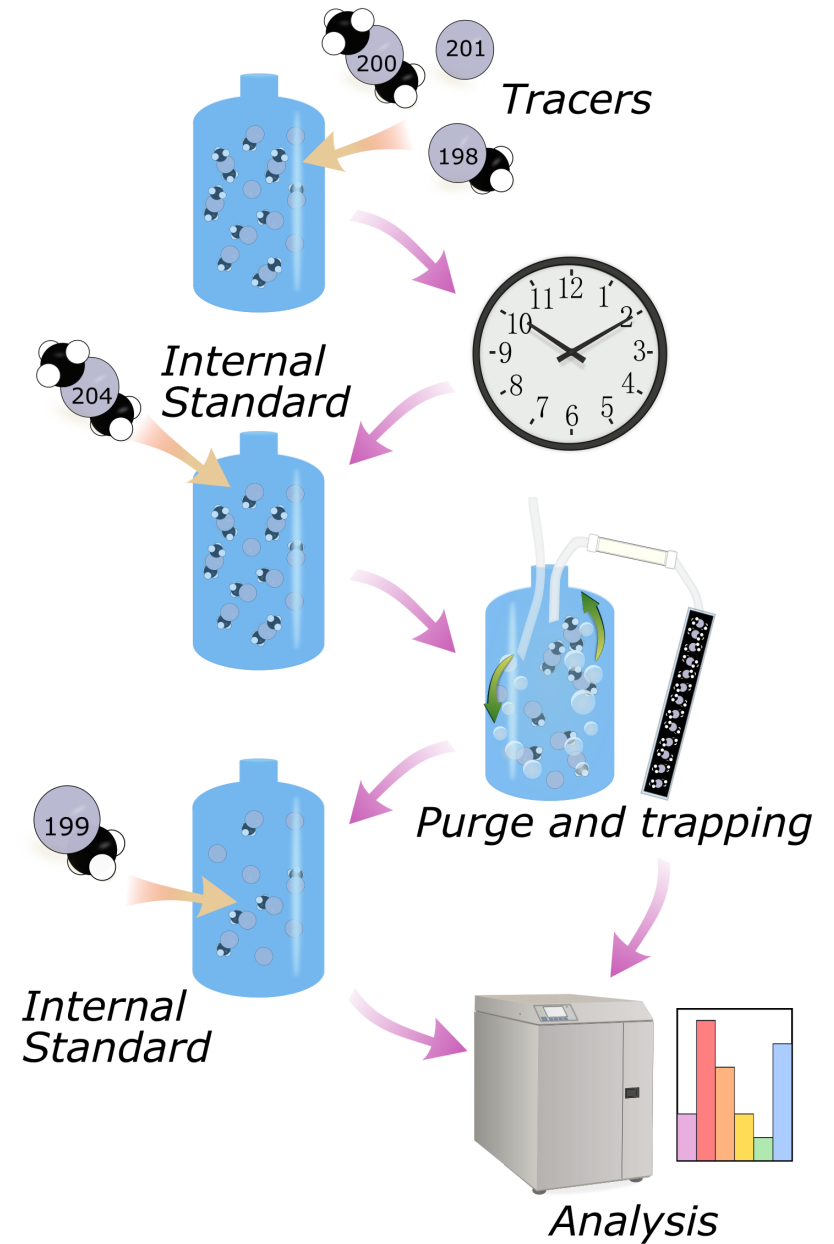 200
201
Tracers
198
12
11
1
10
2
9
3
8
4
7
5
6
Internal
Standard
204
Purge and trapping
199
Internal
Standard
Analysis